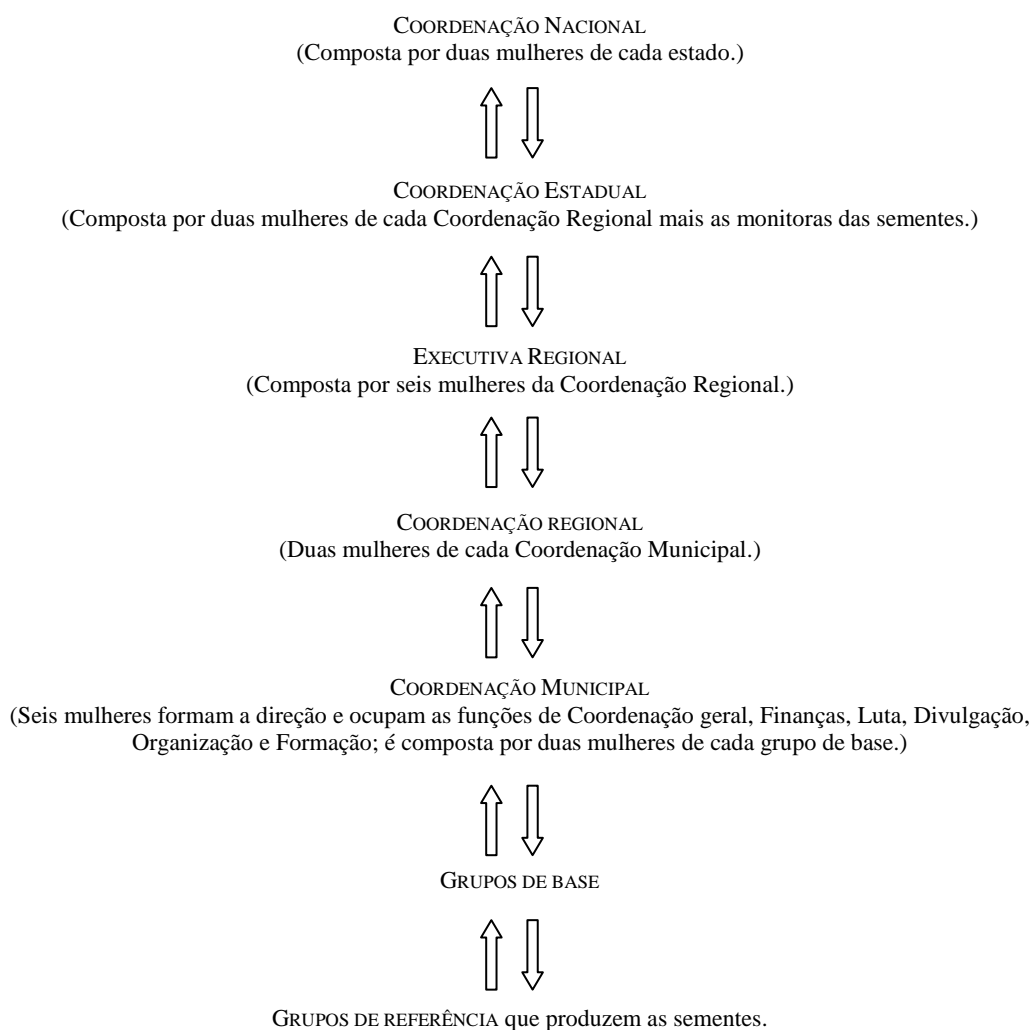 COORDENAÇÃO NACIONAL
(Composta por duas mulheres de cada estado.)
COORDENAÇÃO ESTADUAL
(Composta por duas mulheres de cada Coordenação Regional mais as monitoras das sementes.)
EXECUTIVA REGIONAL
(Composta por seis mulheres da Coordenação Regional.)
COORDENAÇÃO REGIONAL
(Duas mulheres de cada Coordenação Municipal.)
COORDENAÇÃO MUNICIPAL
(Seis mulheres formam a direção e ocupam as funções de Coordenação geral, Finanças, Luta, Divulgação,
Organização e Formação; é composta por duas mulheres de cada grupo de base.)
GRUPOS DE BASE
GRUPOS DE REFERÊNCIA que produzem as sementes.